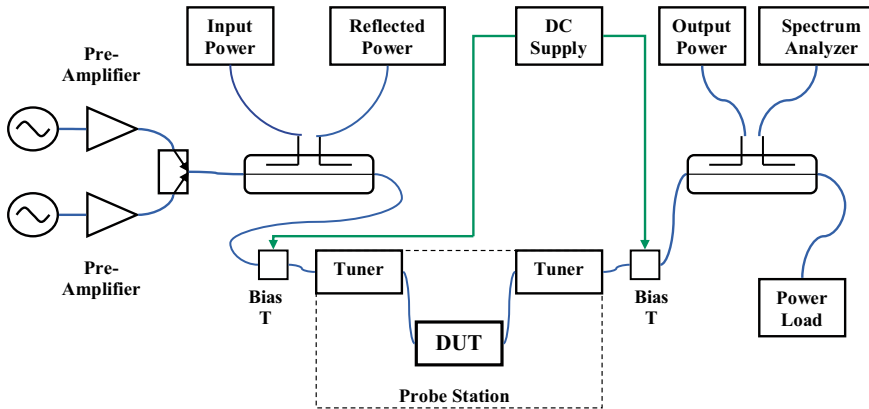 Input
Power
Reflected
Power
DC
Supply
Output
Power
Spectrum
Analyzer
Pre-
Amplifier
Pre-
Amplifier
Tuner
Tuner
Bias
T
Bias
T
Power
Load
DUT
Probe Station